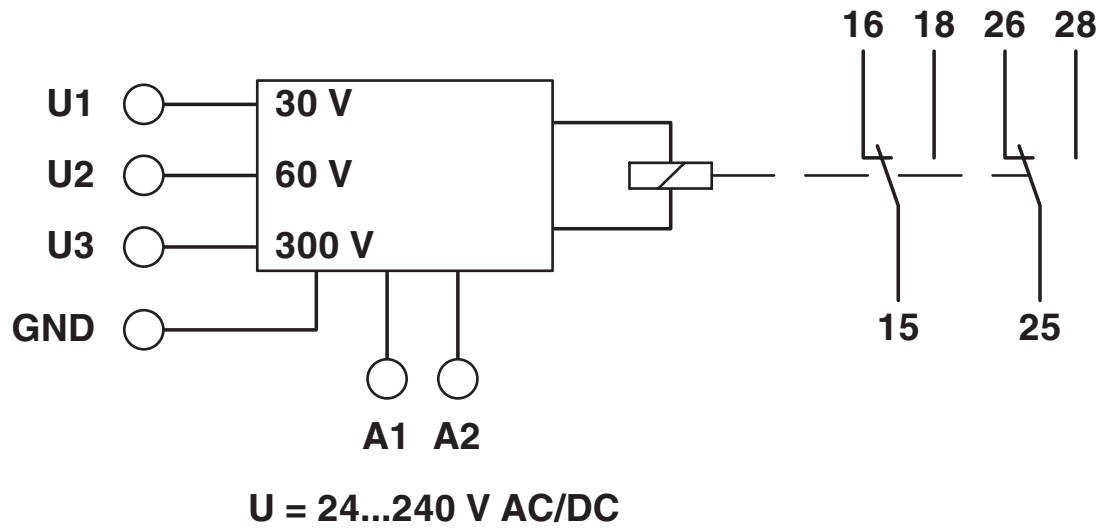 16 18 26 28
U1 30 V
U2 60 V
U3 300 V
GND
15 25
A1 A2
U = 24...240 V AC/DC